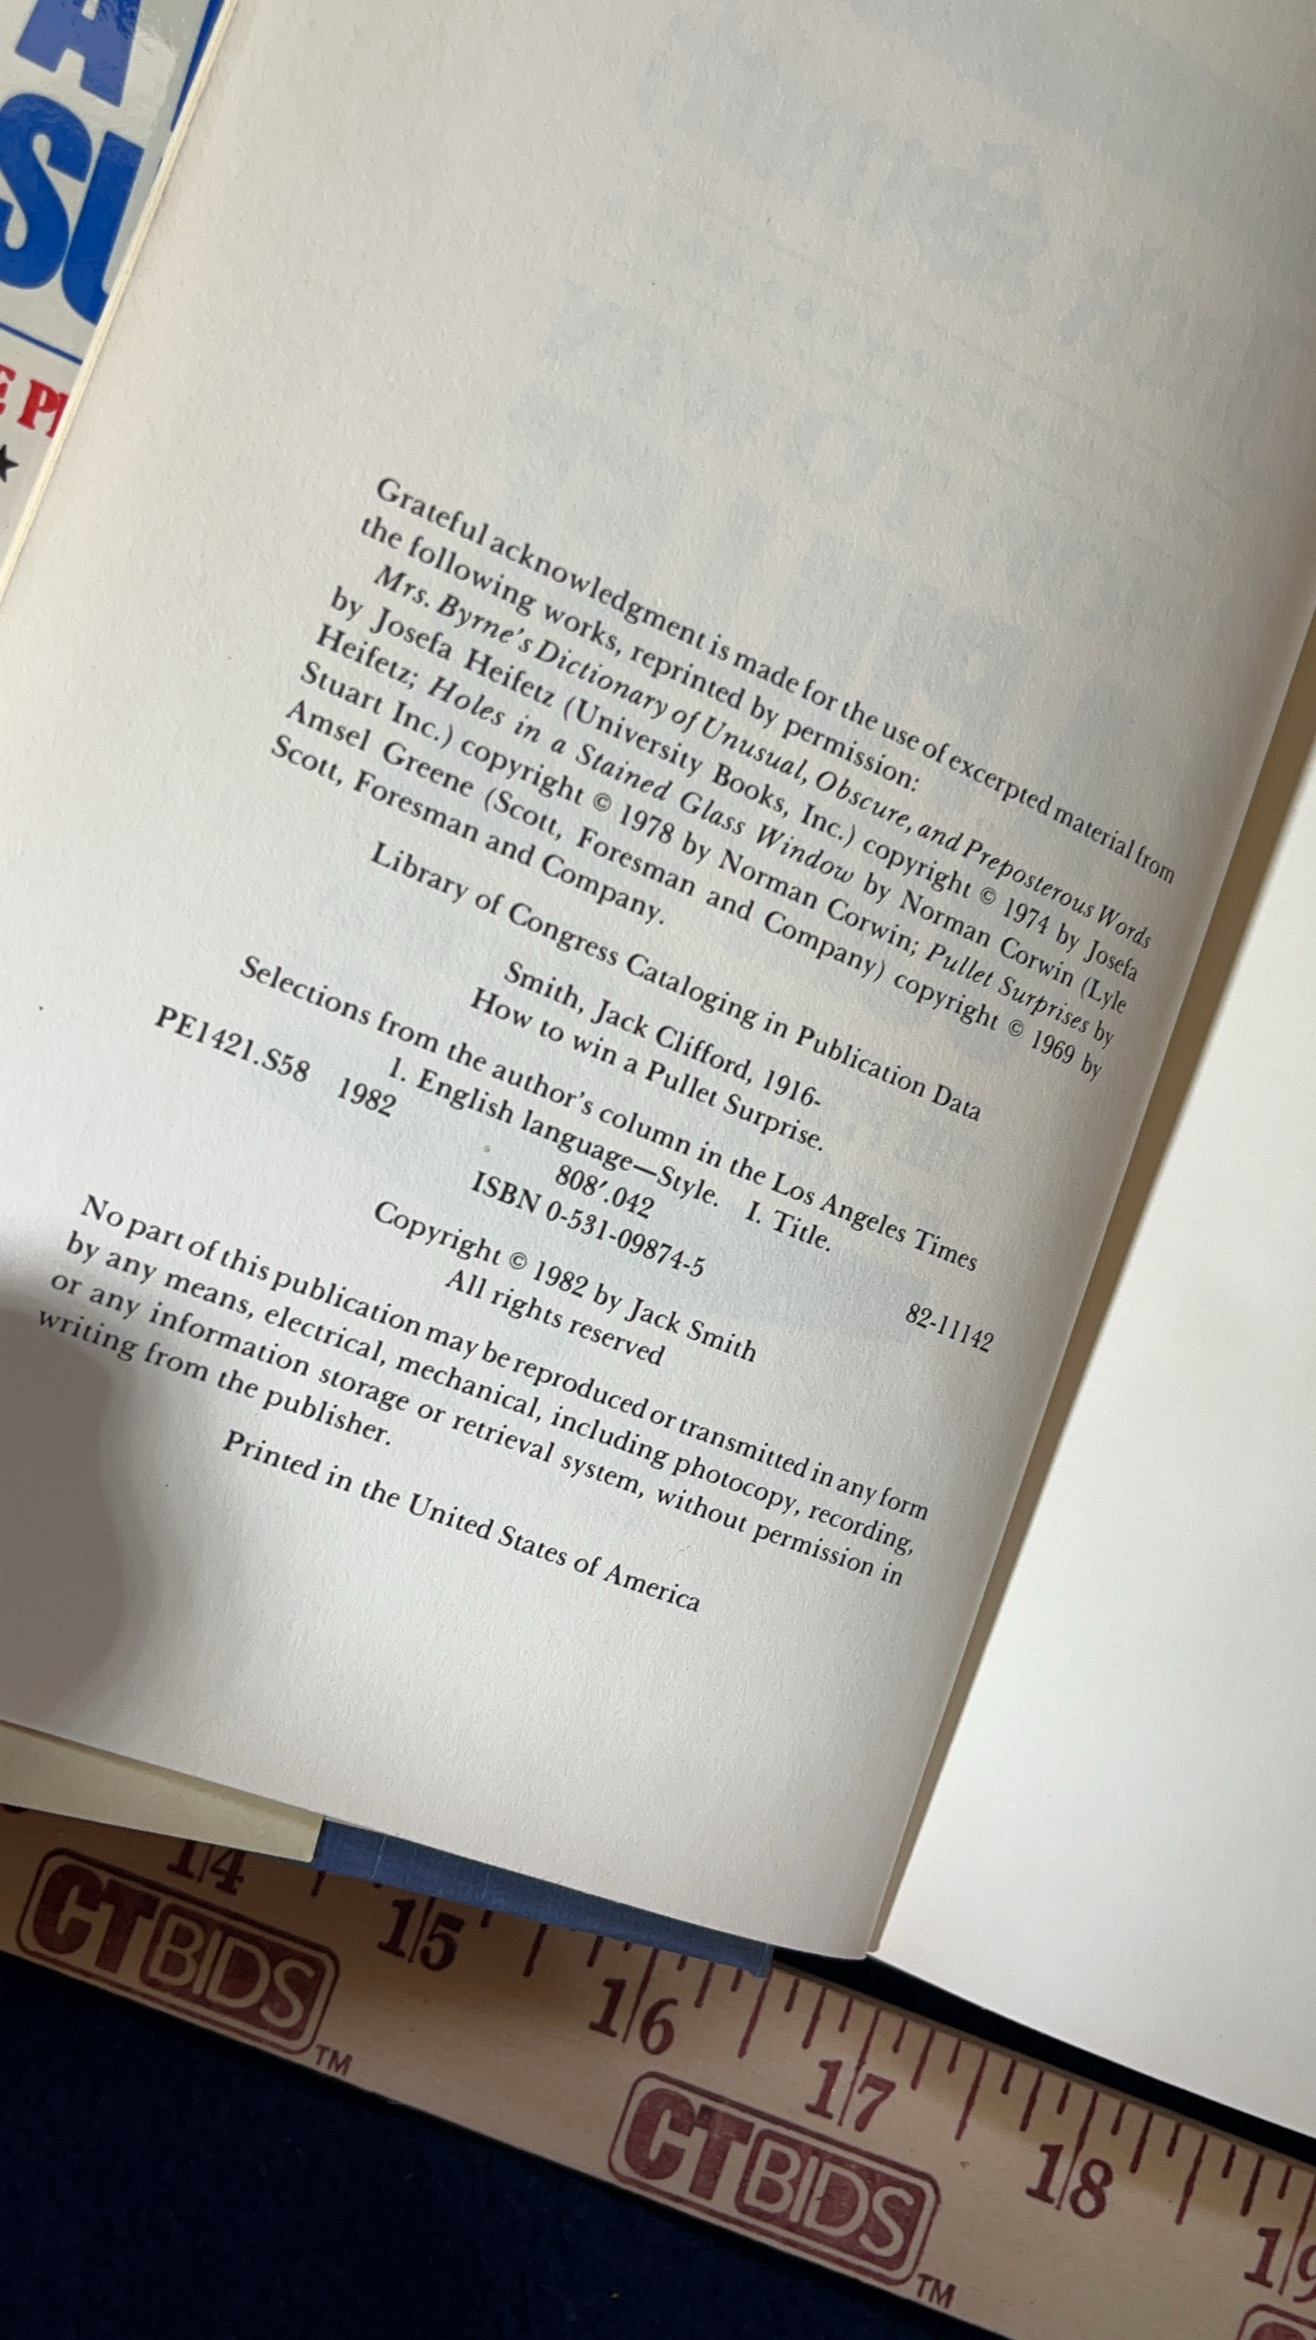 A
SU
E P
Grateful acknowledgment is made for the use of excerpted material from
the following works, reprinted by permission:
Mrs. Byrne's Dictionary of Unusual, Obscure, and Preposterous Words
by Josefa Heifetz (University Books, Inc.) copyright © 1974 by Josefa
Heifetz; Holes in a Stained Glass Window by Norman Corwin (Lyle
Stuart Inc.) copyright © 1978 by Norman Corwin; Pullet Surprises by
Amsel Greene (Scott, Foresman and Company) copyright © 1969 by
Scott, Foresman and Company.
Library of Congress Cataloging in Publication Data
Smith, Jack Clifford, 1916-
How to win a Pullet Surprise.
Selections from the author's column in the Los Angeles Times
1. English language—Style. I. Title.
PE1421.S58 1982 808'.042 82-11142
ISBN 0-531-09874-5
Copyright © 1982 by Jack Smith
All rights reserved
No part of this publication may be reproduced or transmitted in any form
by any means, electrical, mechanical, including photocopy, recording,
or any information storage or retrieval system, without permission in
writing from the publisher.
Printed in the United States of America
14 15 16 17 18 19
CTBIDS TM
CTBIDS TM